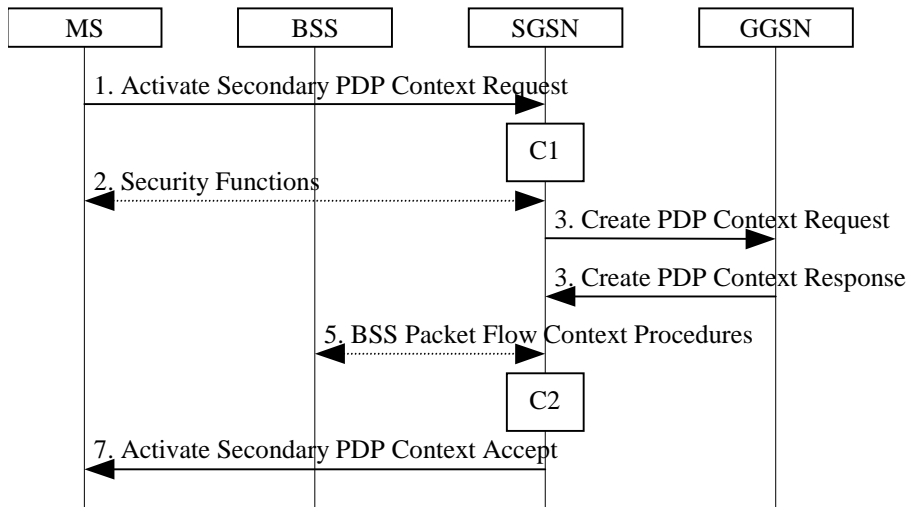 MS
BSS
SGSN
GGSN
1. Activate Secondary PDP Context Request
C1
2. Security Functions
3. Create PDP Context Request
3. Create PDP Context Response
5. BSS Packet Flow Context Procedures
C2
7. Activate Secondary PDP Context Accept